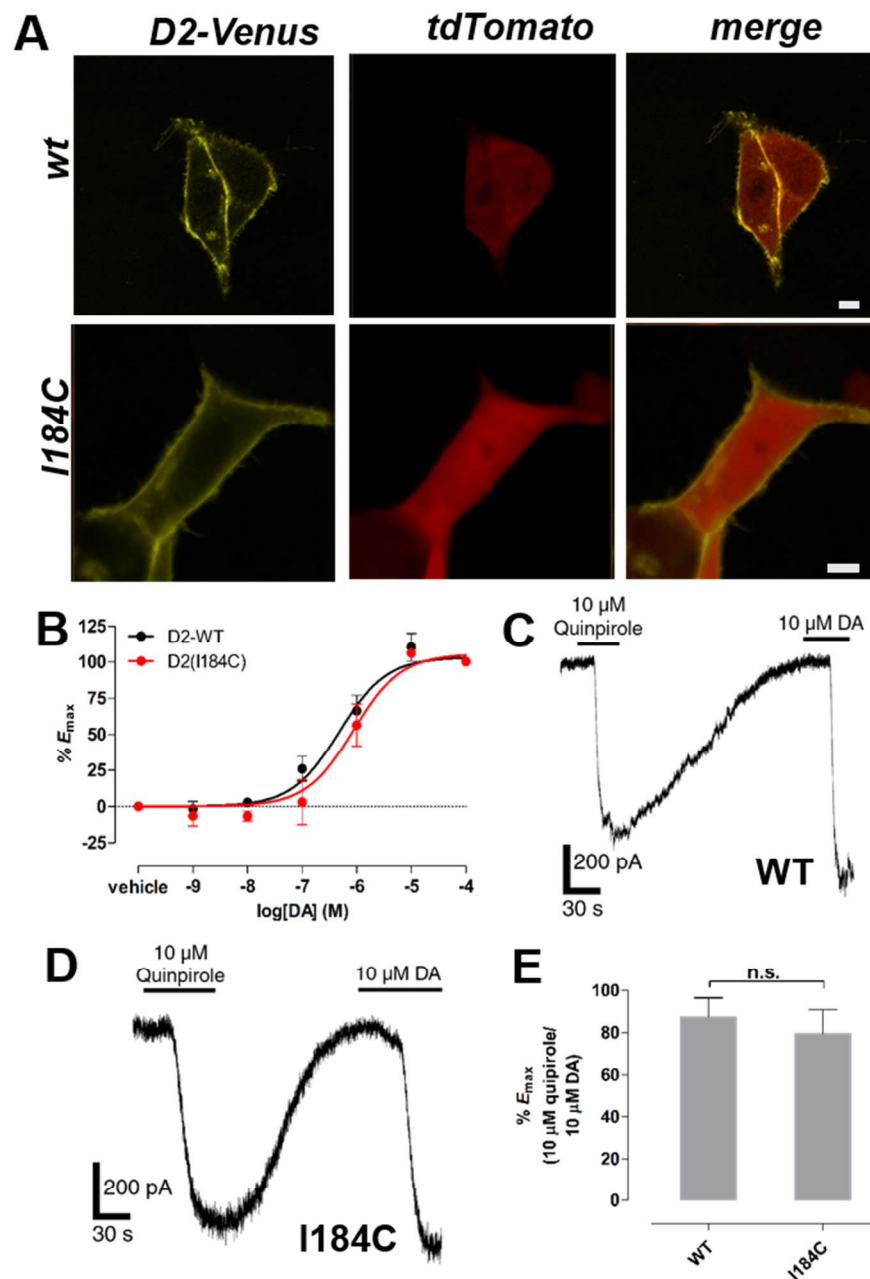 A
D2-Venus
tdTomato
merge
wt
I184C
B
D2-WT
D2(I184C)
125
100
75
50
25
0
-25
% Emax
vehicle
-9
-8
-7
-6
-5
-4
log[DA] (M)
C
10 µM
Quinpirole
10 µM DA
200 pA
30 s
WT
D
10 µM
Quinpirole
10 µM DA
200 pA
30 s
I184C
E
n.s.
100
80
60
40
20
0
% Emax
(10 µM quipirole/
10 µM DA)
WT
I184C